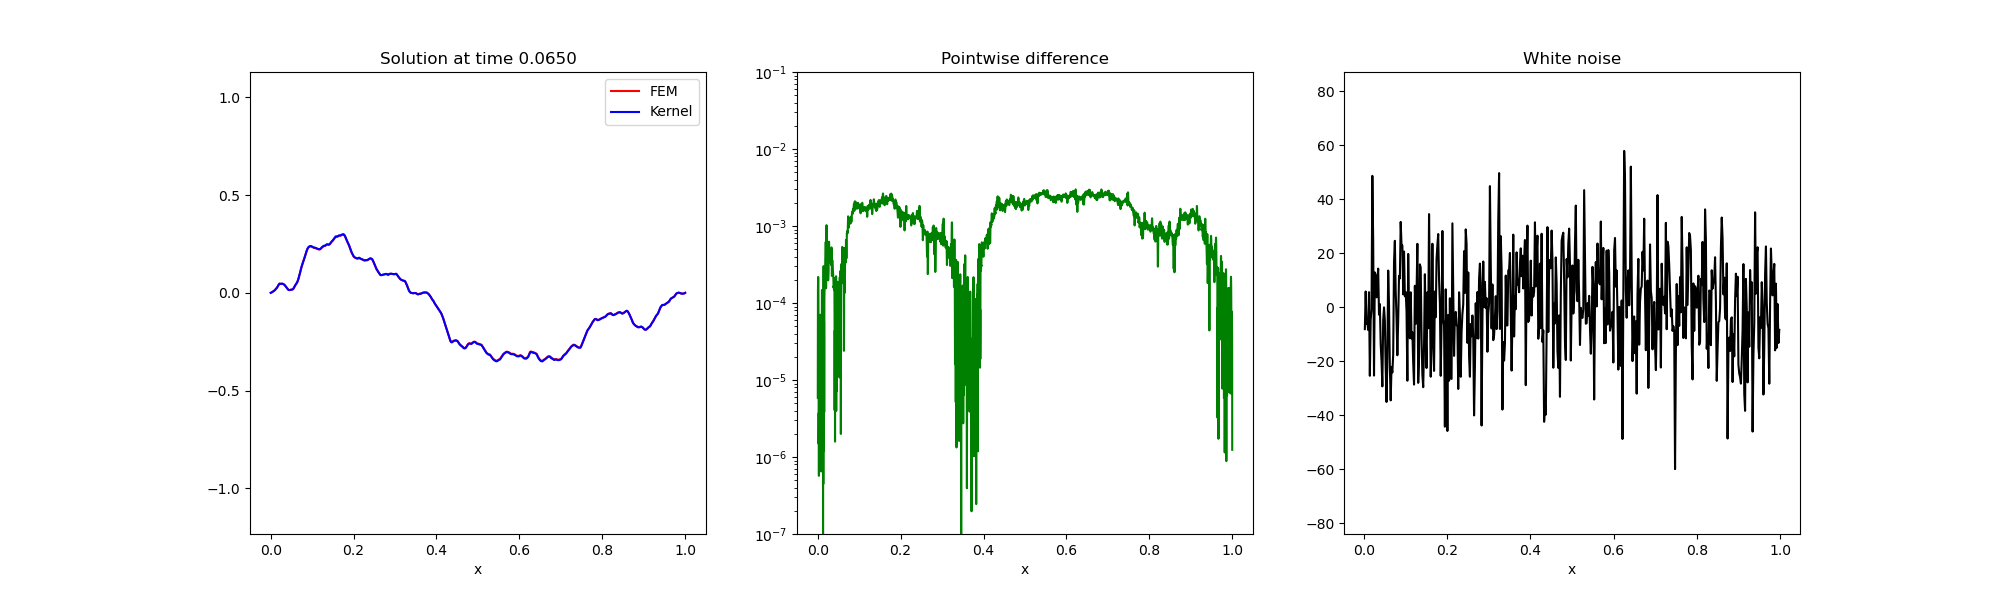 Solution at time 0.0650
1.0
0.5
0.0
−0.5
−1.0
0.0 0.2 0.4 0.6 0.8 1.0
x
FEM
Kernel
Pointwise difference
10⁻¹
10⁻²
10⁻³
10⁻⁴
10⁻⁵
10⁻⁶
10⁻⁷
0.0 0.2 0.4 0.6 0.8 1.0
x
White noise
80
60
40
20
0
−20
−40
−60
−80
0.0 0.2 0.4 0.6 0.8 1.0
x